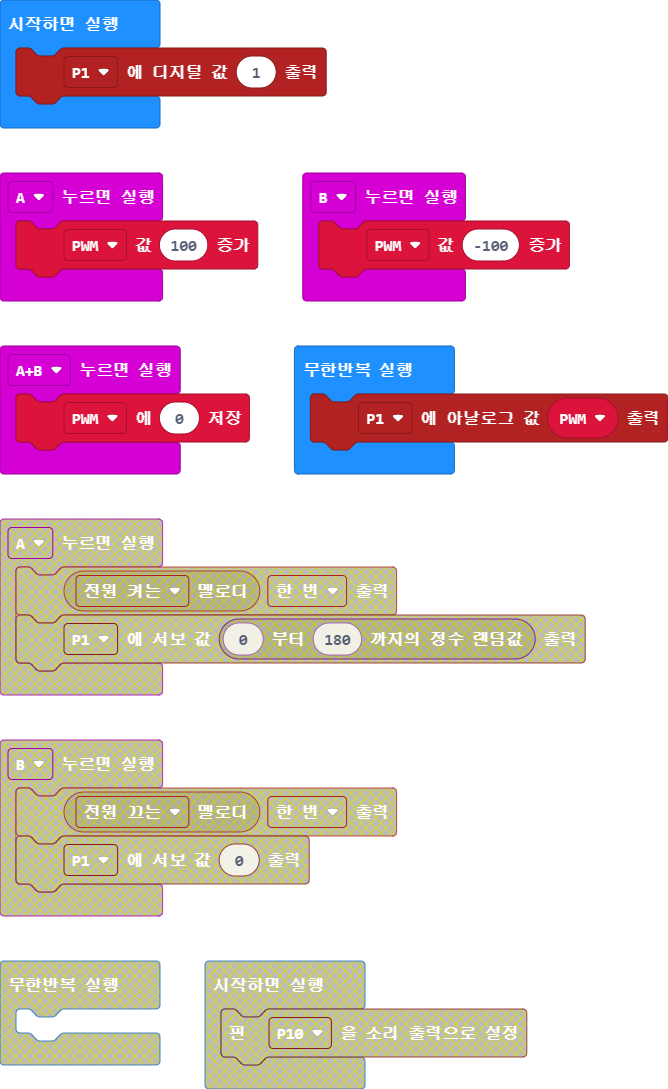 시작하면 실행
P1 에 디지털 값 1 출력
A 누르면 실행
PWM 값 100 증가
B 누르면 실행
PWM 값 -100 증가
A+B 누르면 실행
PWM 에 0 저장
무한반복 실행
P1 에 아날로그 값 PWM 출력
A 누르면 실행
전원 켜는 멜로디 한 번 출력
P1 에 서보 값 0 부터 180 까지의 정수 랜덤값 출력
B 누르면 실행
전원 끄는 멜로디 한 번 출력
P1 에 서보 값 0 출력
무한반복 실행
시작하면 실행
핀 P10 을 소리 출력으로 설정